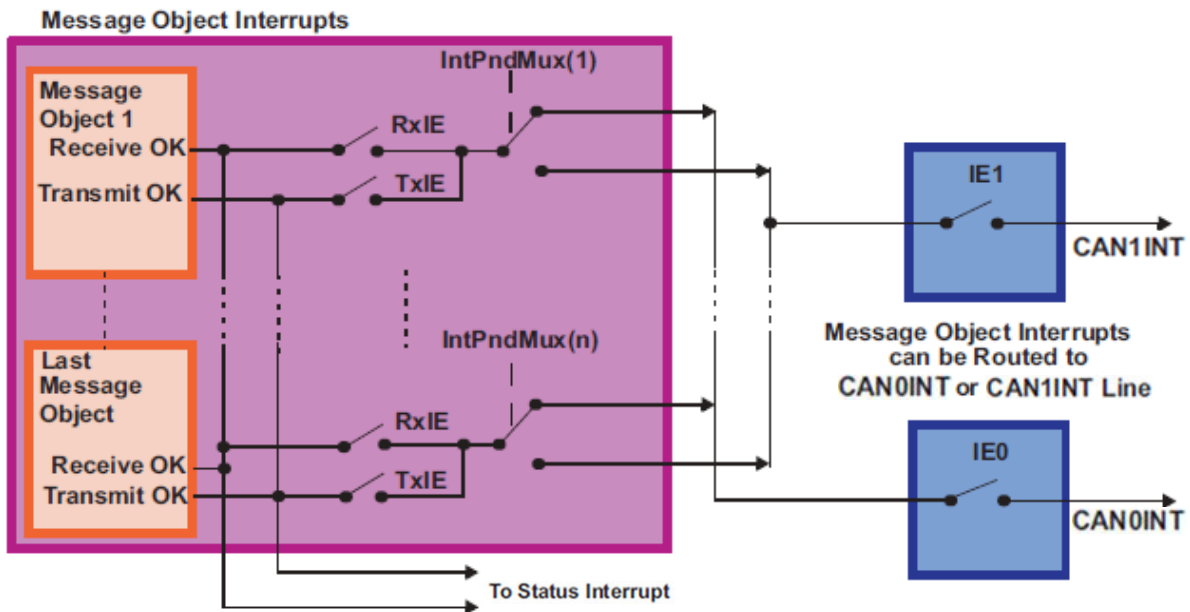 Message Object Interrupts
IntPndMux(1)
Message
Object 1
Receive OK
Transmit OK
RxIE
TxIE
IE1
CAN1INT
Message Object Interrupts
can be Routed to
CAN0INT or CAN1INT Line
IntPndMux(n)
Last
Message
Object
Receive OK
Transmit OK
RxIE
TxIE
IE0
CAN0INT
To Status Interrupt